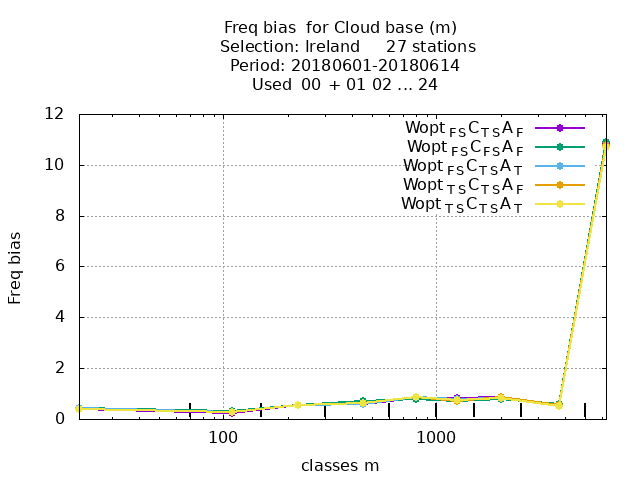 Freq bias  for Cloud base (m)
Selection: Ireland     27 stations
Period: 20180601-20180614
Used  00 + 01 02 ... 24
12
10
8
6
4
2
0
Freq bias
Wopt FS C TS A F
Wopt FS C FS A F
Wopt FS C TS A T
Wopt TS C TS A F
Wopt TS C TS A T
100
1000
classes m